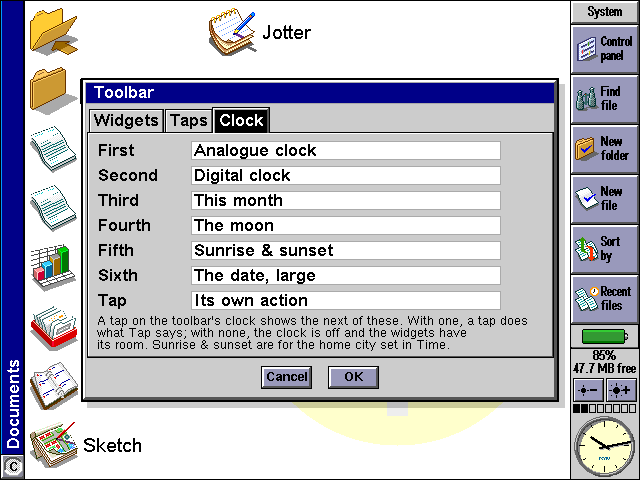 Jotter
System
Control
panel
Find
file
New
folder
New
file
Sort
by
Recent
files
85%
47.7 MB free
Toolbar
Widgets Taps Clock
First Analogue clock
Second Digital clock
Third This month
Fourth The moon
Fifth Sunrise & sunset
Sixth The date, large
Tap Its own action
A tap on the toolbar's clock shows the next of these. With one, a tap does
what Tap says; with none, the clock is off and the widgets have
its room. Sunrise & sunset are for the home city set in Time.
Cancel OK
Documents
C
Sketch